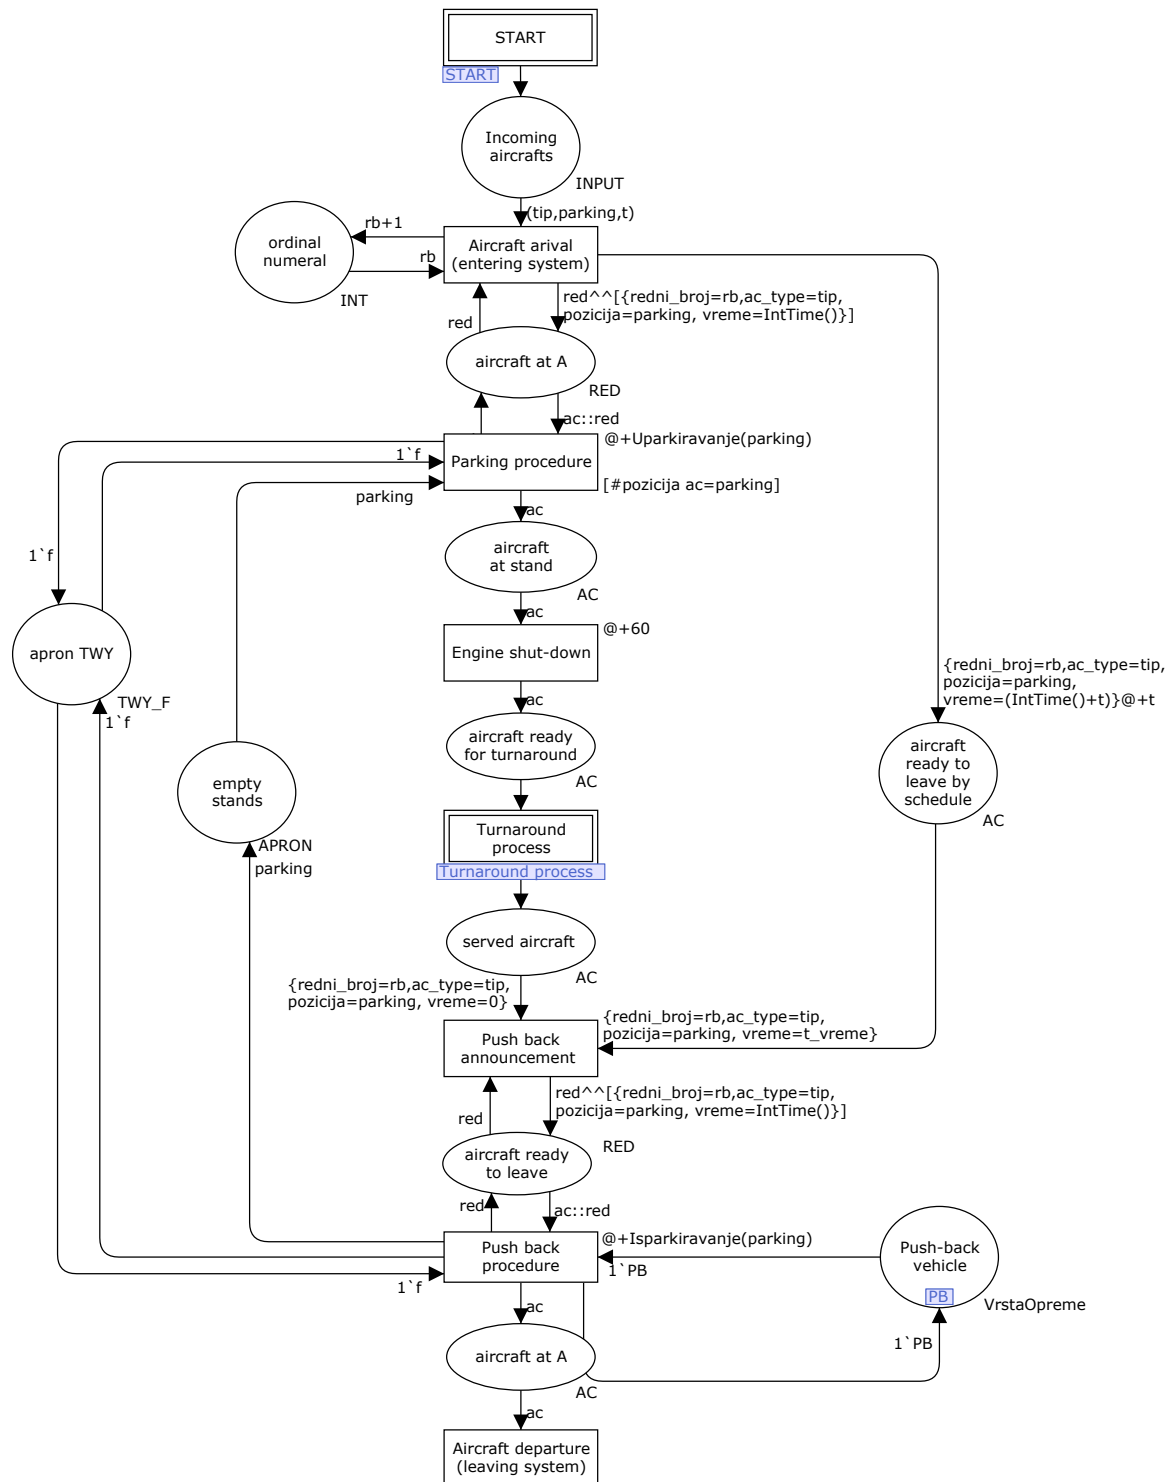 START
START
Incoming
aircrafts
INPUT
(tip,parking,t)
rb+1
ordinal
numeral
rb
INT
Aircraft arival
(entering system)
red^^[{redni_broj=rb,ac_type=tip,
pozicija=parking, vreme=IntTime()}]
red
aircraft at A
RED
ac::red
@+Uparkiravanje(parking)
1`f
Parking procedure
parking
[#pozicija ac=parking]
ac
aircraft
at stand
1`f
AC
ac
@+60
apron TWY
Engine shut-down
{redni_broj=rb,ac_type=tip,
pozicija=parking,
vreme=(IntTime()+t)}@+t
TWY_F
1`f
ac
aircraft ready
for turnaround
AC
aircraft
ready to
leave by
schedule
AC
empty
stands
APRON
parking
Turnaround
process
Turnaround process
served aircraft
AC
{redni_broj=rb,ac_type=tip,
pozicija=parking, vreme=0}
{redni_broj=rb,ac_type=tip,
pozicija=parking, vreme=t_vreme}
Push back
announcement
red^^[{redni_broj=rb,ac_type=tip,
pozicija=parking, vreme=IntTime()}]
red
aircraft ready
to leave
RED
red
ac::red
@+Isparkiravanje(parking)
Push back
procedure
1`PB
1`f
Push-back
vehicle
PB
VrstaOpreme
ac
1`PB
aircraft at A
AC
ac
Aircraft departure
(leaving system)